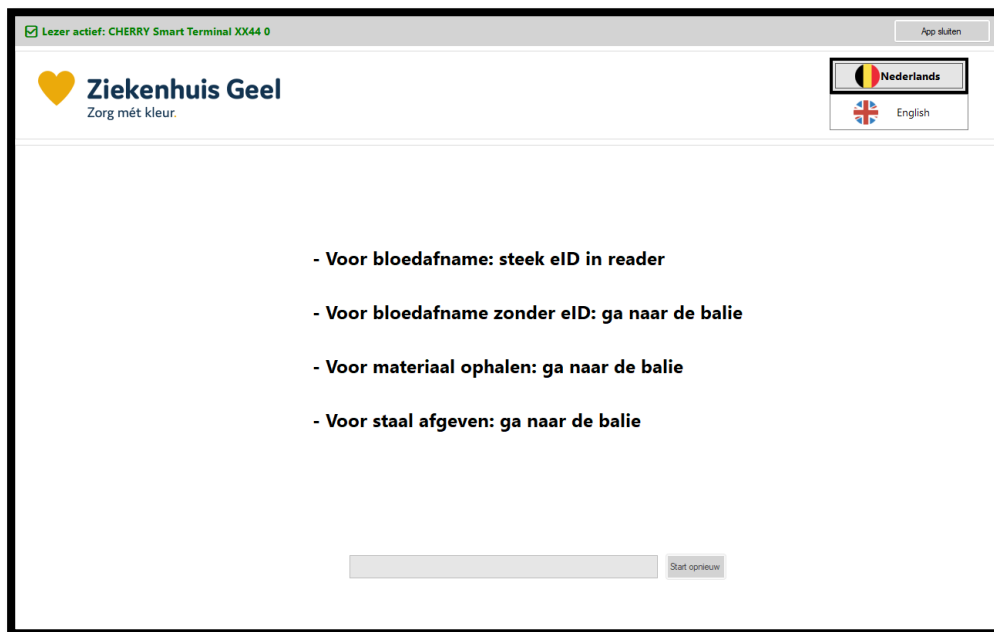 Lezer actief: CHERRY Smart Terminal XX44 0
App sluiten
Ziekenhuis Geel
Zorg mét kleur.
Nederlands
English
- Voor bloedafname: steek eID in reader
- Voor bloedafname zonder eID: ga naar de balie
- Voor materiaal ophalen: ga naar de balie
- Voor staal afgeven: ga naar de balie
Start opnieuw